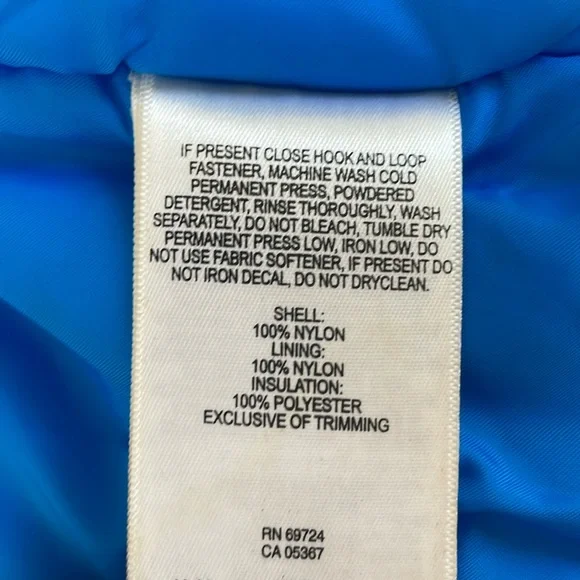 IF PRESENT CLOSE HOOK AND LOOP
FASTENER, MACHINE WASH COLD
PERMANENT PRESS, POWDERED
DETERGENT, RINSE THOROUGHLY, WASH
SEPARATELY, DO NOT BLEACH, TUMBLE DRY
PERMANENT PRESS LOW, IRON LOW, DO
NOT USE FABRIC SOFTENER, IF PRESENT DO
NOT IRON DECAL, DO NOT DRYCLEAN.
SHELL:
100% NYLON
LINING:
100% NYLON
INSULATION:
100% POLYESTER
EXCLUSIVE OF TRIMMING
RN 69724
CA 05367